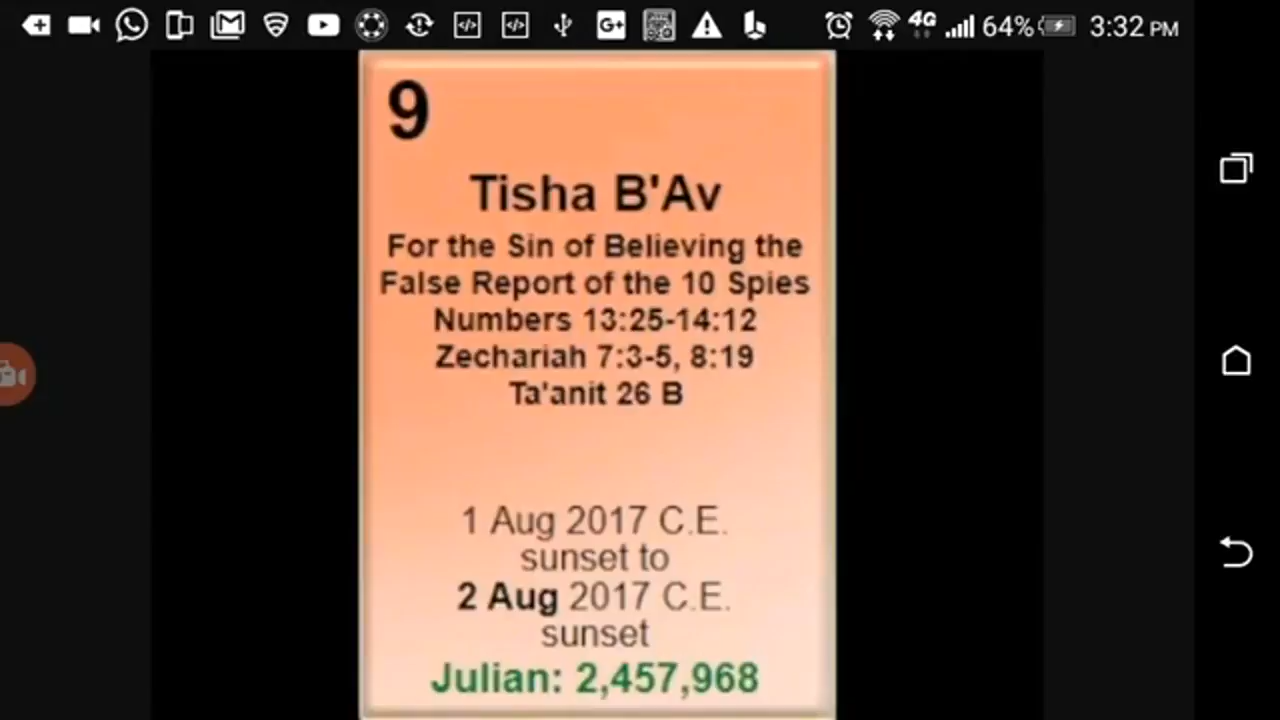 4G 64% 3:32 PM
9
Tisha B'Av
For the Sin of Believing the
False Report of the 10 Spies
Numbers 13:25-14:12
Zechariah 7:3-5, 8:19
Ta'anit 26 B
1 Aug 2017 C.E.
sunset to
2 Aug 2017 C.E.
sunset
Julian: 2,457,968